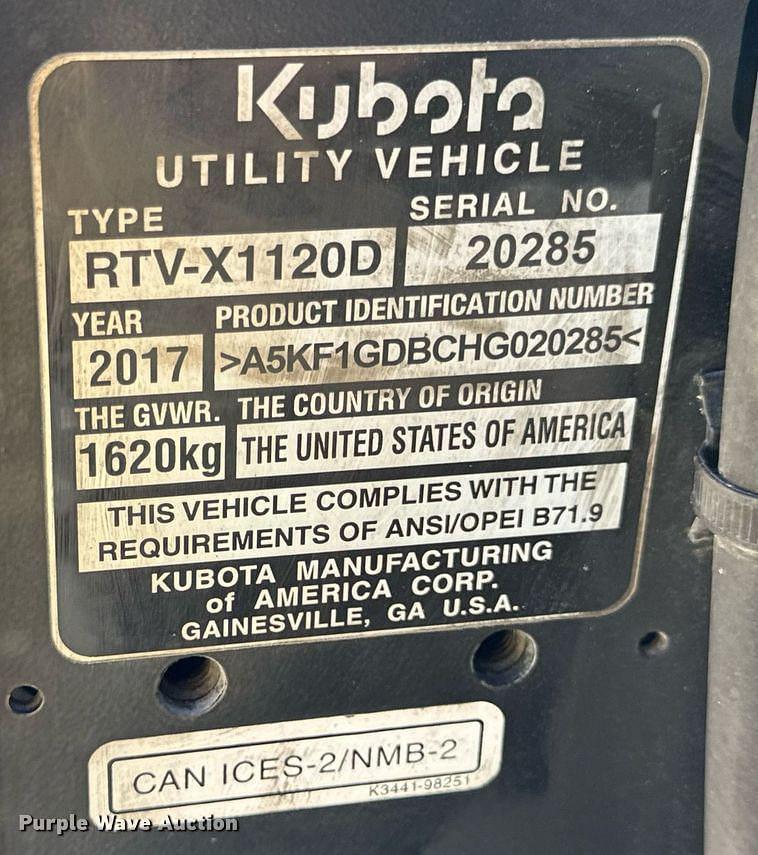 Kubota
UTILITY VEHICLE
TYPE
SERIAL NO.
RTV-X1120D
20285
YEAR
PRODUCT IDENTIFICATION NUMBER
2017
>A5KF1GDBCHG020285<
THE GVWR.
THE COUNTRY OF ORIGIN
1620kg
THE UNITED STATES OF AMERICA
THIS VEHICLE COMPLIES WITH THE
REQUIREMENTS OF ANSI/OPEI B71.9
KUBOTA MANUFACTURING
of AMERICA CORP.
GAINESVILLE, GA U.S.A.
CAN ICES-2/NMB-2
K3441-98251
Purple Wave Auction